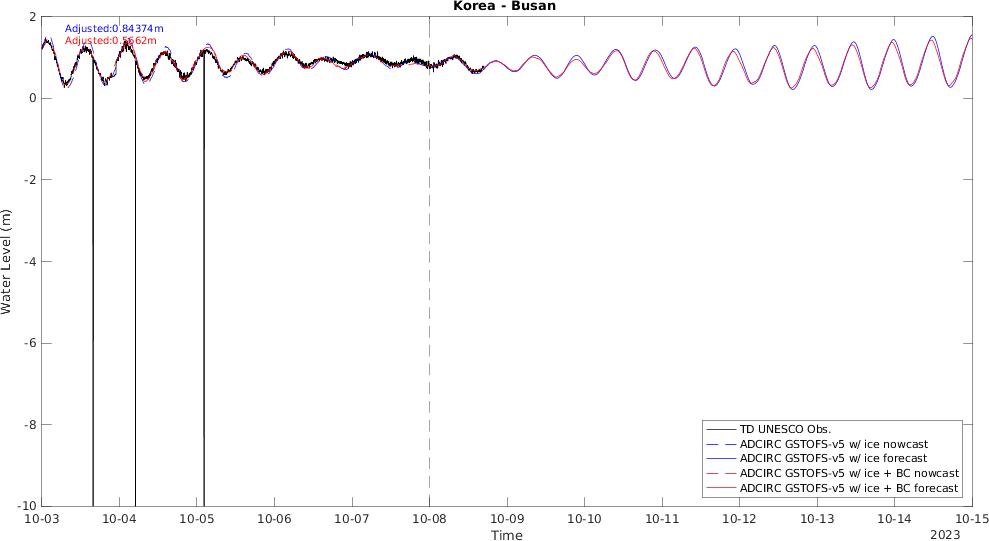 Korea - Busan
Adjusted:0.84374m
Adjusted:0.5662m
2
0
-2
-4
-6
-8
-10
Water Level (m)
TD UNESCO Obs.
ADCIRC GSTOFS-v5 w/ ice nowcast
ADCIRC GSTOFS-v5 w/ ice forecast
ADCIRC GSTOFS-v5 w/ ice + BC nowcast
ADCIRC GSTOFS-v5 w/ ice + BC forecast
10-03 10-04 10-05 10-06 10-07 10-08 10-09 10-10 10-11 10-12 10-13 10-14 10-15
Time
2023